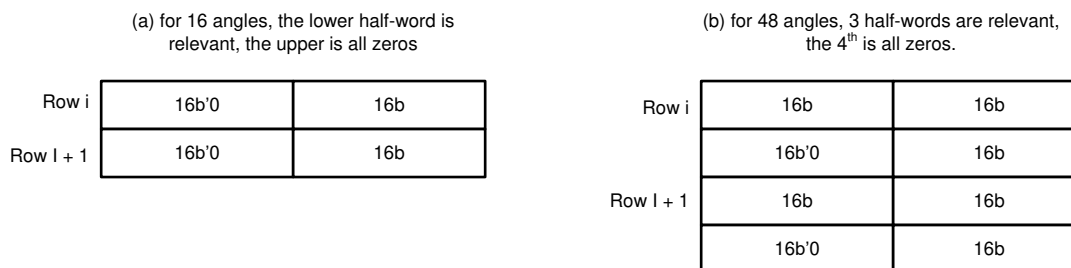 (a) for 16 angles, the lower half-word is
relevant, the upper is all zeros
Row i 16b'0 16b
Row I + 1 16b'0 16b
(b) for 48 angles, 3 half-words are relevant,
the 4th is all zeros.
Row i 16b 16b
16b'0 16b
Row I + 1 16b 16b
16b'0 16b